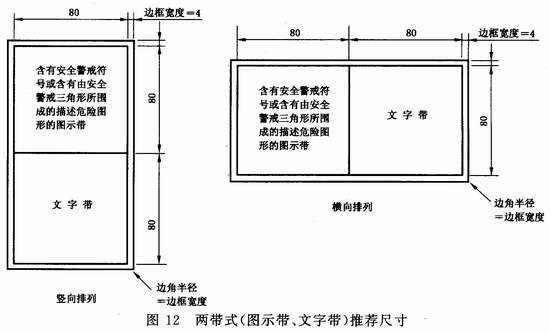 80
边框宽度=4
含有安全警戒符
号或含有由安全
警戒三角形所围
成的描述危险图
形的图示带
80
文字带
80
边角半径
=边框宽度
竖向排列
80
80
边框宽度=4
含有安全警戒符
号或含有由安全
警戒三角形所围
成的描述危险图
形的图示带
文字带
80
边角半径
=边框宽度
横向排列
图 12 两带式(图示带、文字带)推荐尺寸